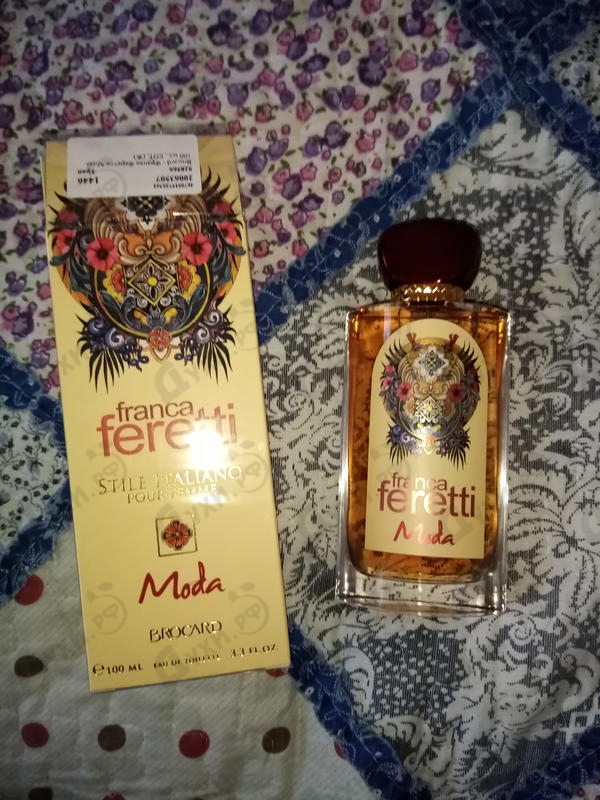 1446
2006307
franca
feretti
STILE ITALIANO
POUR FEMME
Moda
BROCARD
℮100 ML EAU DE TOILETTE 3.3 FL.OZ.
franca
feretti
Moda